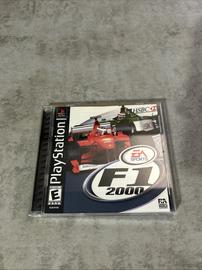 PlayStation
HSBC
EA
SPORTS
F1
2000
E